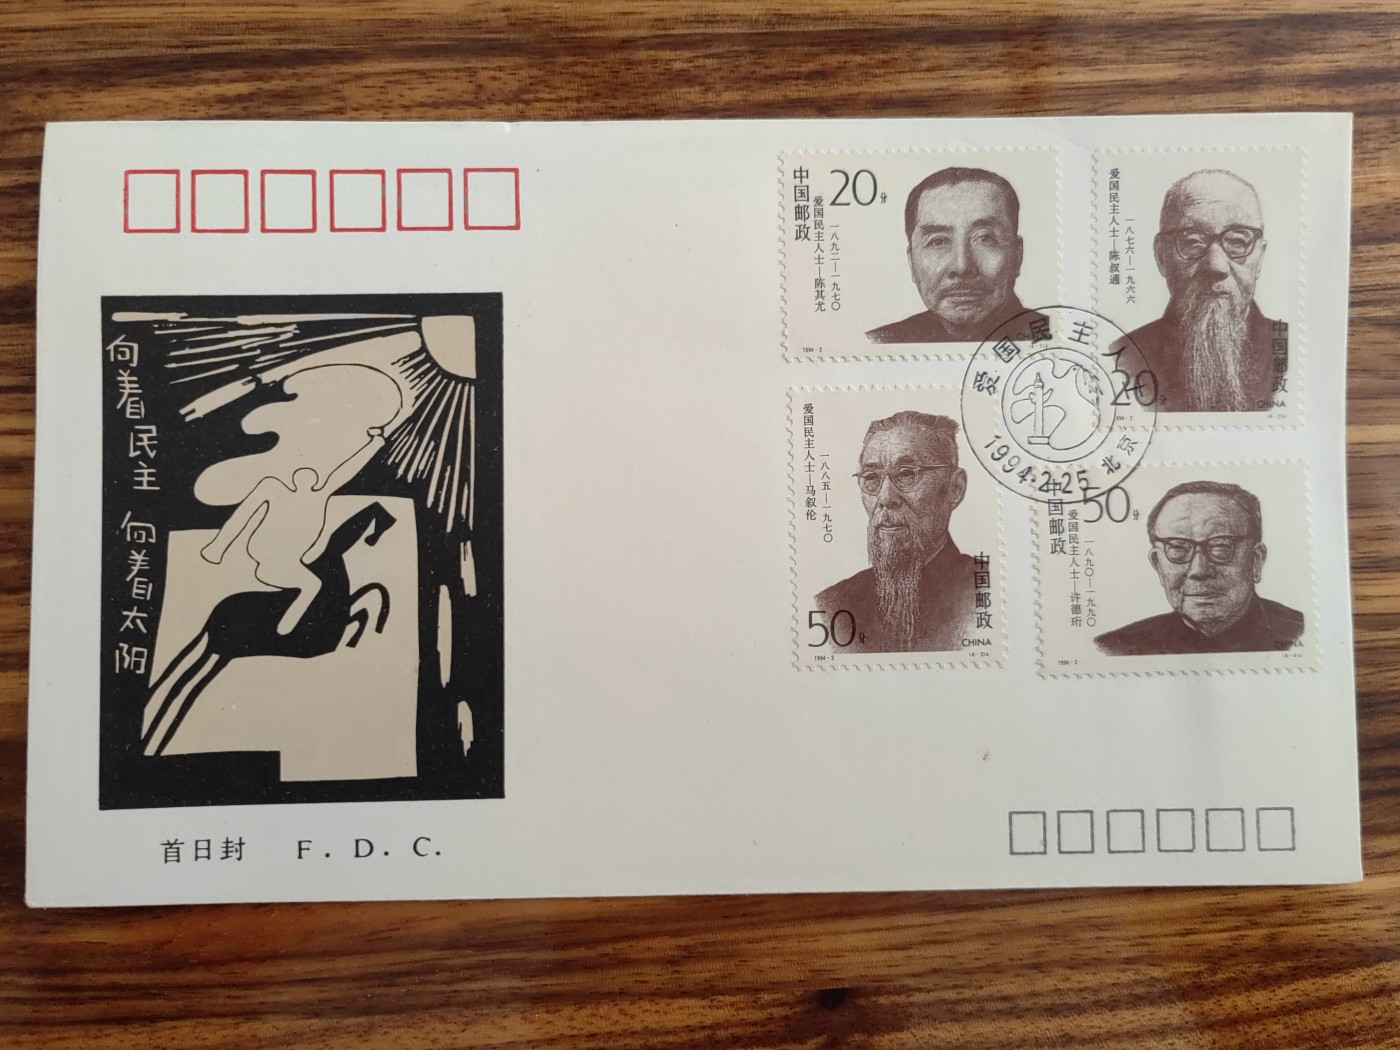 向着民主 向着太阳
首日封 F. D. C.
中国邮政
20分
爱国民主人士—陈其尤
一八九二—一九七〇
1994-2
爱国民主人士—陈叔通
一八七六—一九六六
20分
中国邮政
CHINA
爱国民主人士—马叙伦
一八八五—一九七〇
50分
中国邮政
CHINA
1994-2
中国邮政
50分
爱国民主人士—许德珩
一八九〇—一九九〇
CHINA
1994-2
爱国民主人士
1994.2.25
北京